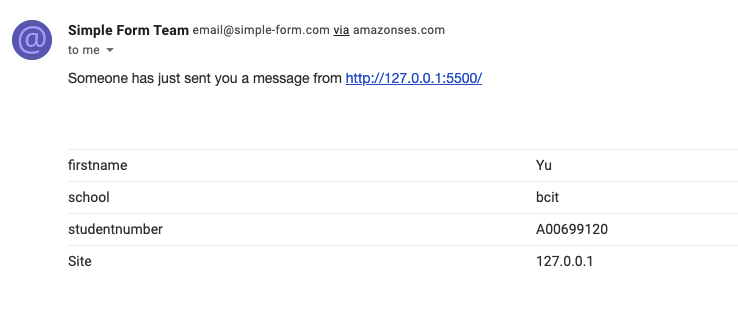 @
Simple Form Team email@simple-form.com via amazonses.com
to me
Someone has just sent you a message from http://127.0.0.1:5500/
firstname Yu
school bcit
studentnumber A00699120
Site 127.0.0.1